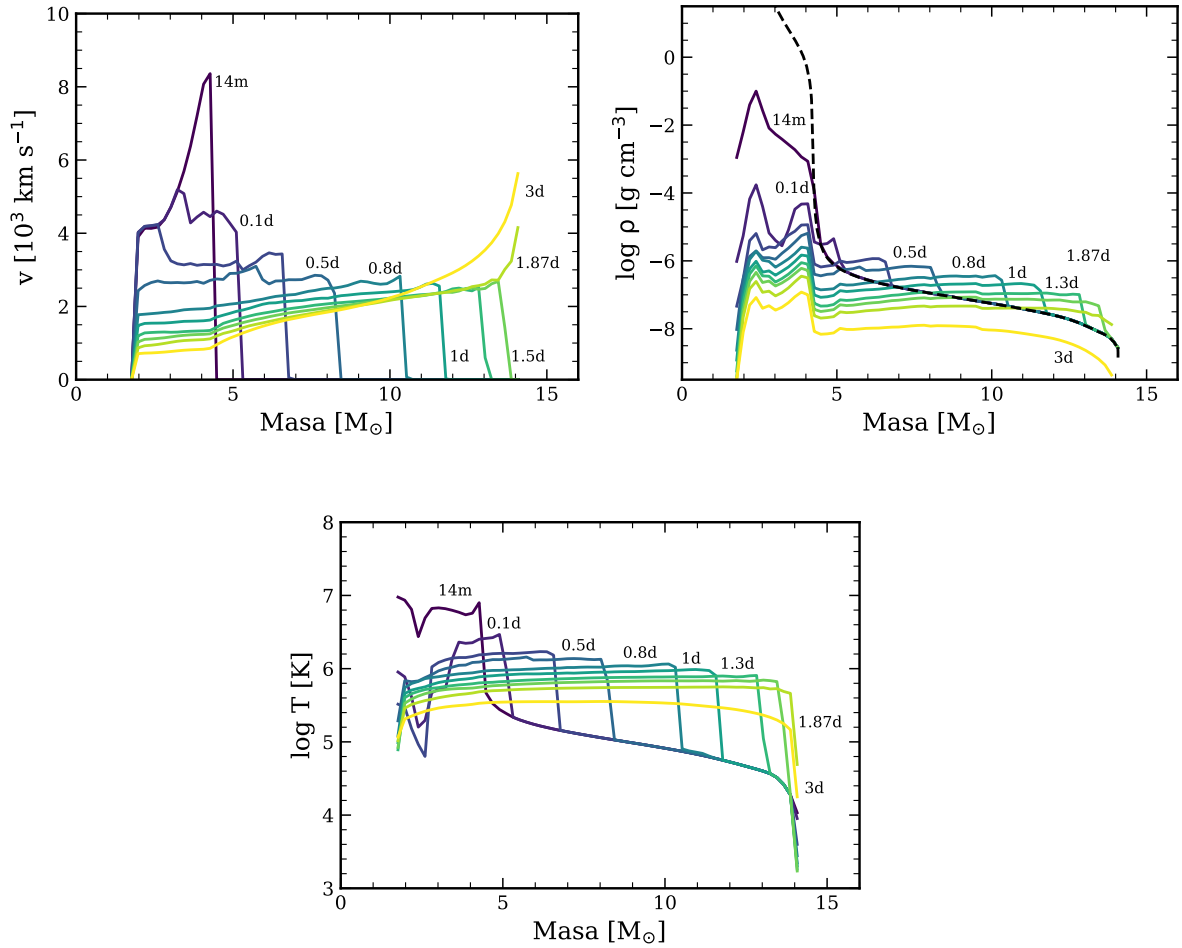 10
8
6
4
2
0
v [10³ km s⁻¹]
14m
0.1d
0.5d
0.8d
1d
1.5d
1.87d
3d
0
5
10
15
Masa [M☉]
0
−2
−4
−6
−8
log ρ [g cm⁻³]
14m
0.1d
0.5d
0.8d
1d
1.3d
1.87d
3d
0
5
10
15
Masa [M☉]
8
7
6
5
4
3
log T [K]
14m
0.1d
0.5d
0.8d
1d
1.3d
1.87d
3d
0
5
10
15
Masa [M☉]